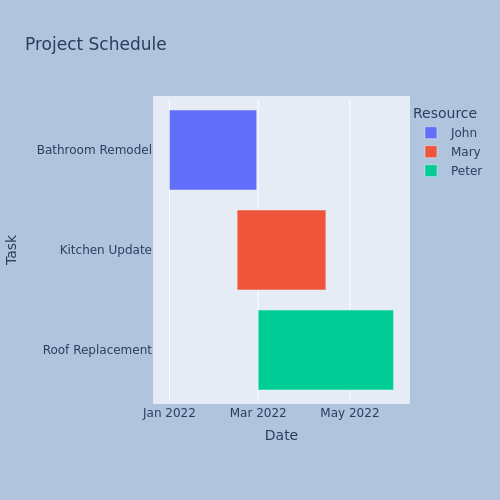 Project Schedule
Resource
John
Mary
Peter
Task
Bathroom Remodel
Kitchen Update
Roof Replacement
Jan 2022
Mar 2022
May 2022
Date